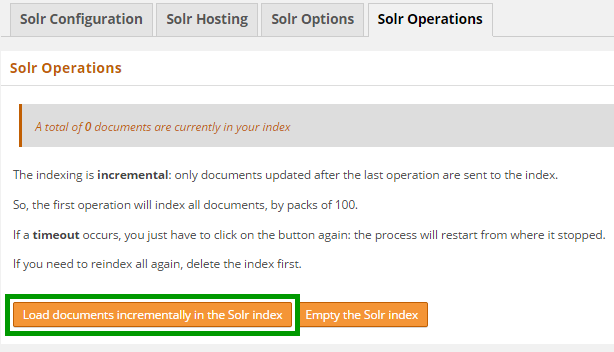 Solr Configuration Solr Hosting Solr Options Solr Operations
Solr Operations
A total of 0 documents are currently in your index
The indexing is incremental: only documents updated after the last operation are sent to the index.
So, the first operation will index all documents, by packs of 100.
If a timeout occurs, you just have to click on the button again: the process will restart from where it stopped.
If you need to reindex all again, delete the index first.
Load documents incrementally in the Solr index Empty the Solr index